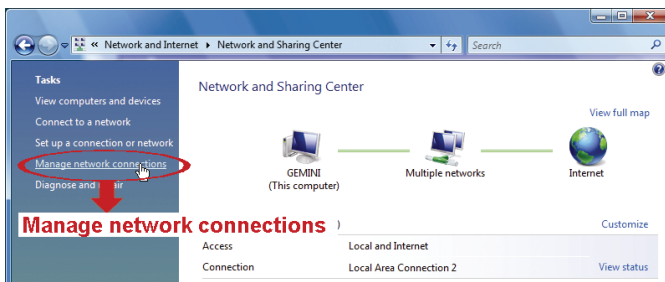 « Network and Internet ▸ Network and Sharing Center
Search
Tasks
View computers and devices
Connect to a network
Set up a connection or network
Manage network connections
Diagnose and
Network and Sharing Center
View full map
GEMINI
(This computer)
Multiple networks
Internet
Manage network connections
)
Customize
Access
Local and Internet
Connection
Local Area Connection 2
View status